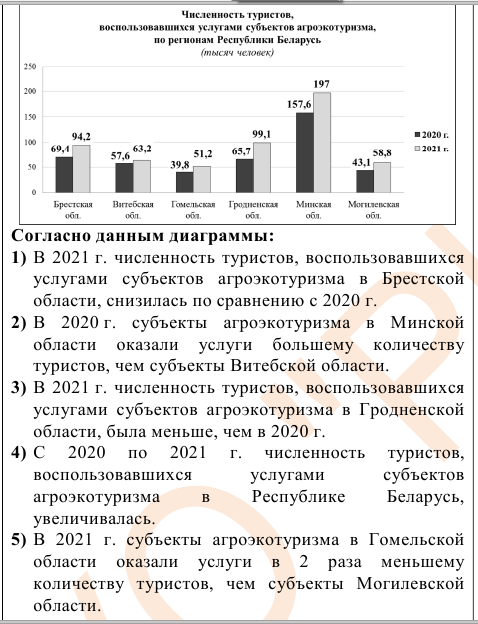 Численность туристов,
воспользовавшихся услугами субъектов агроэкотуризма,
по регионам Республики Беларусь
(тысяч человек)
250
200
150
100
50
0
69,4
94,2
57,6
63,2
39,8
51,2
65,7
99,1
157,6
197
43,1
58,8
2020 г.
2021 г.
Брестская обл.
Витебская обл.
Гомельская обл.
Гродненская обл.
Минская обл.
Могилевская обл.
Согласно данным диаграммы:
1) В 2021 г. численность туристов, воспользовавшихся
услугами субъектов агроэкотуризма в Брестской
области, снизилась по сравнению с 2020 г.
2) В 2020 г. субъекты агроэкотуризма в Минской
области оказали услуги большему количеству
туристов, чем субъекты Витебской области.
3) В 2021 г. численность туристов, воспользовавшихся
услугами субъектов агроэкотуризма в Гродненской
области, была меньше, чем в 2020 г.
4) С 2020 по 2021 г. численность туристов,
воспользовавшихся услугами субъектов
агроэкотуризма в Республике Беларусь,
увеличивалась.
5) В 2021 г. субъекты агроэкотуризма в Гомельской
области оказали услуги в 2 раза меньшему
количеству туристов, чем субъекты Могилевской
области.